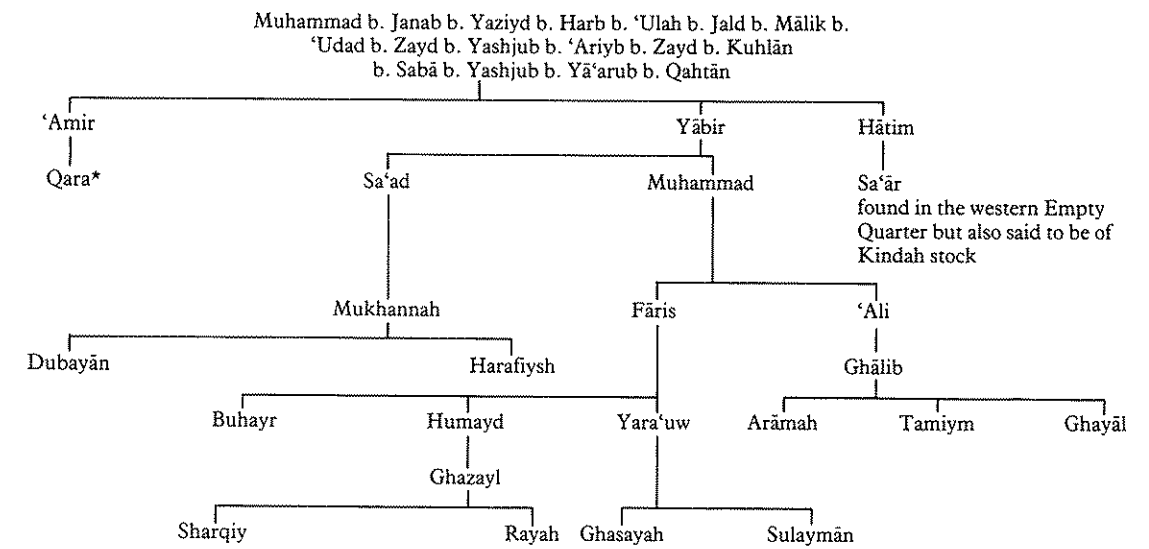 Muhammad b. Janab b. Yaziyd b. Harb b. ‘Ulah b. Jald b. Mālik b.
‘Udad b. Zayd b. Yashjub b. ‘Ariyb b. Zayd b. Kuhlān
b. Sabā b. Yashjub b. Yā‘arub b. Qahtān
‘Amir
Yābir
Hātim
Qara*
Sa‘ad
Muhammad
Sa‘ār
found in the western Empty
Quarter but also said to be of
Kindah stock
Mukhannah
Fāris
‘Ali
Dubayān
Harafiysh
Ghālib
Buhayr
Humayd
Yara‘uw
Arāmah
Tamiym
Ghayāl
Ghazayl
Sharqiy
Rayah
Ghasayah
Sulaymān